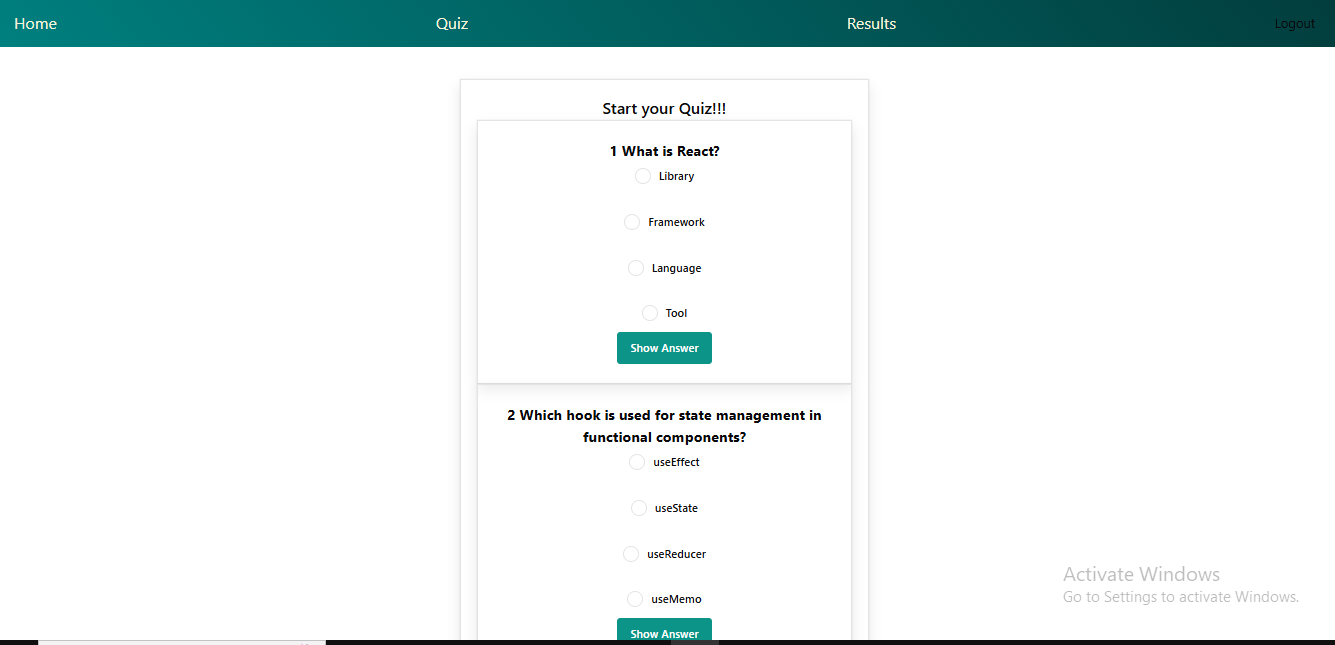 Home Quiz Results Logout
Start your Quiz!!!
1 What is React?
Library
Framework
Language
Tool
Show Answer
2 Which hook is used for state management in
functional components?
useEffect
useState
useReducer
useMemo
Show Answer
Activate Windows
Go to Settings to activate Windows.